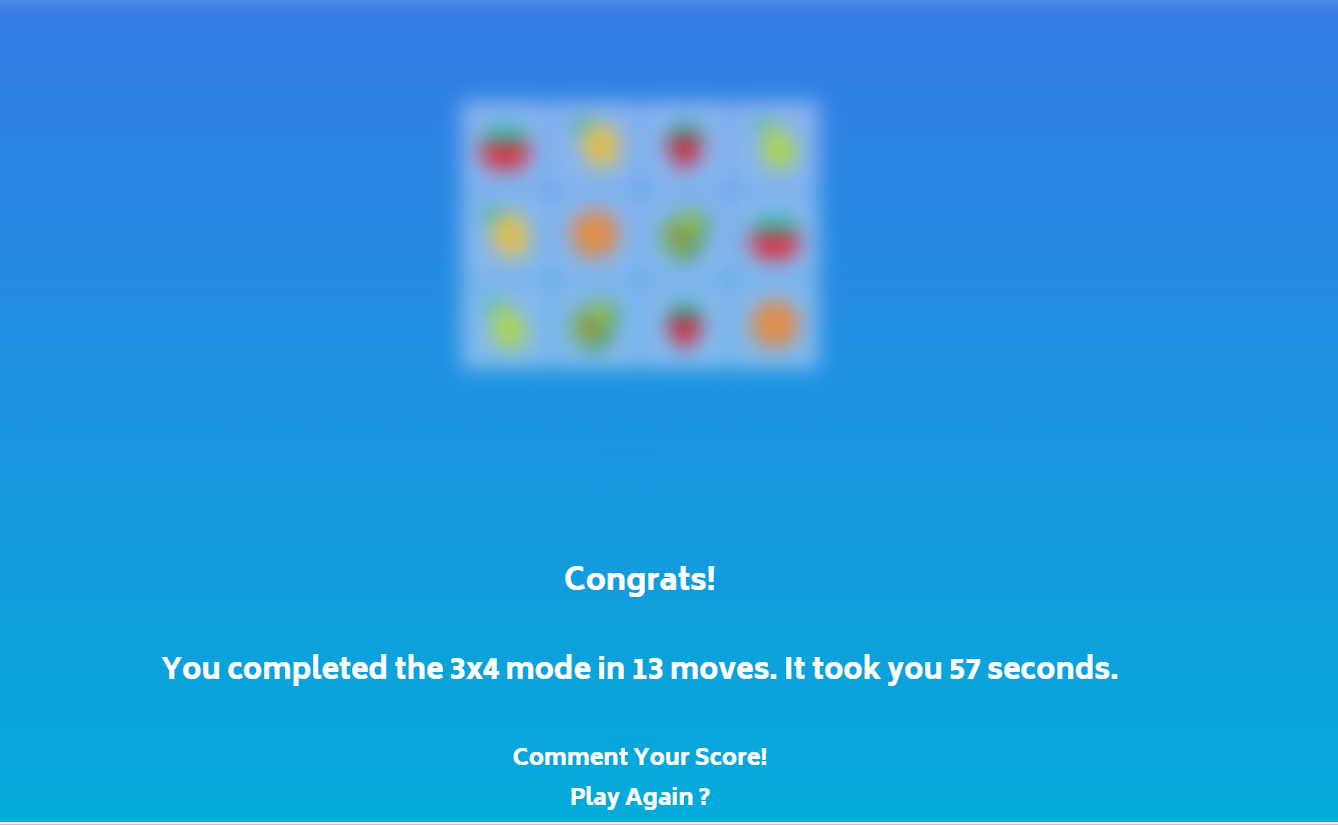 Congrats!
You completed the 3x4 mode in 13 moves. It took you 57 seconds.
Comment Your Score!
Play Again ?